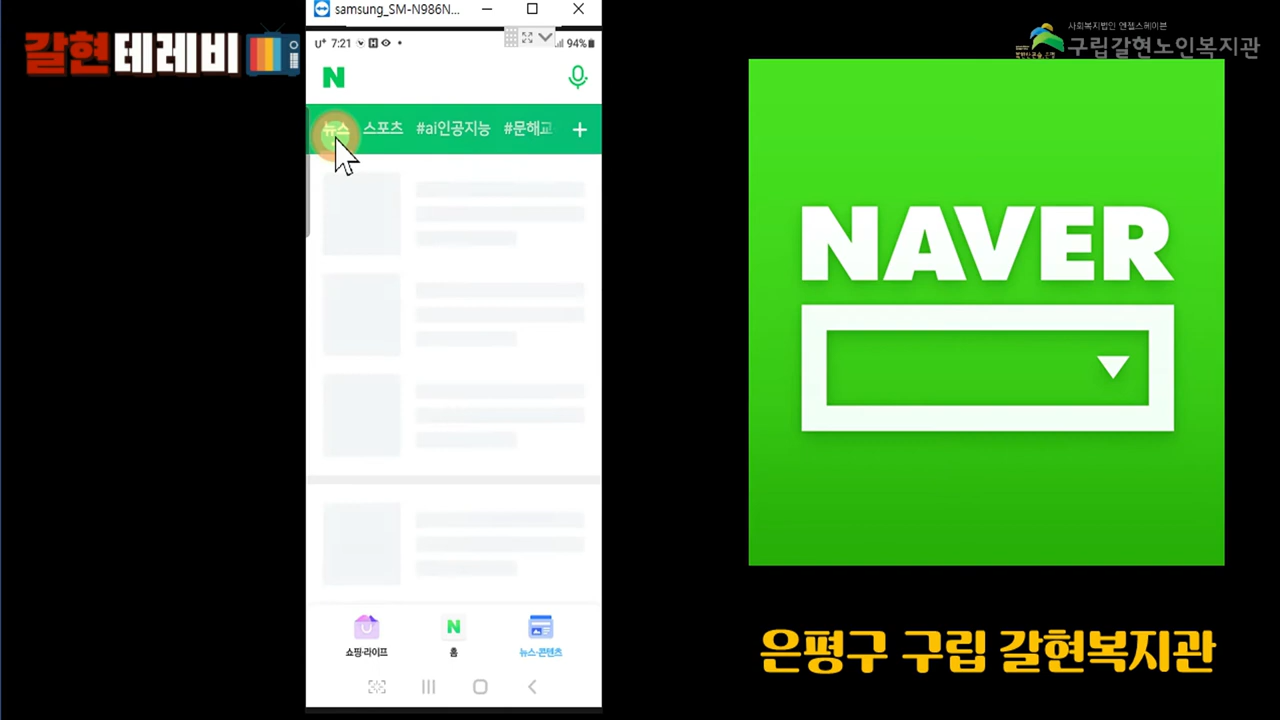 갈현테레비
samsung_SM-N986N...
U+ 7:21
94%
N
뉴스 스포츠 #ai인공지능 #문해교
쇼핑·라이프
N
홈
뉴스·콘텐츠
사회복지법인 엔젤스헤이븐
구립갈현노인복지관
NAVER
은평구 구립 갈현복지관